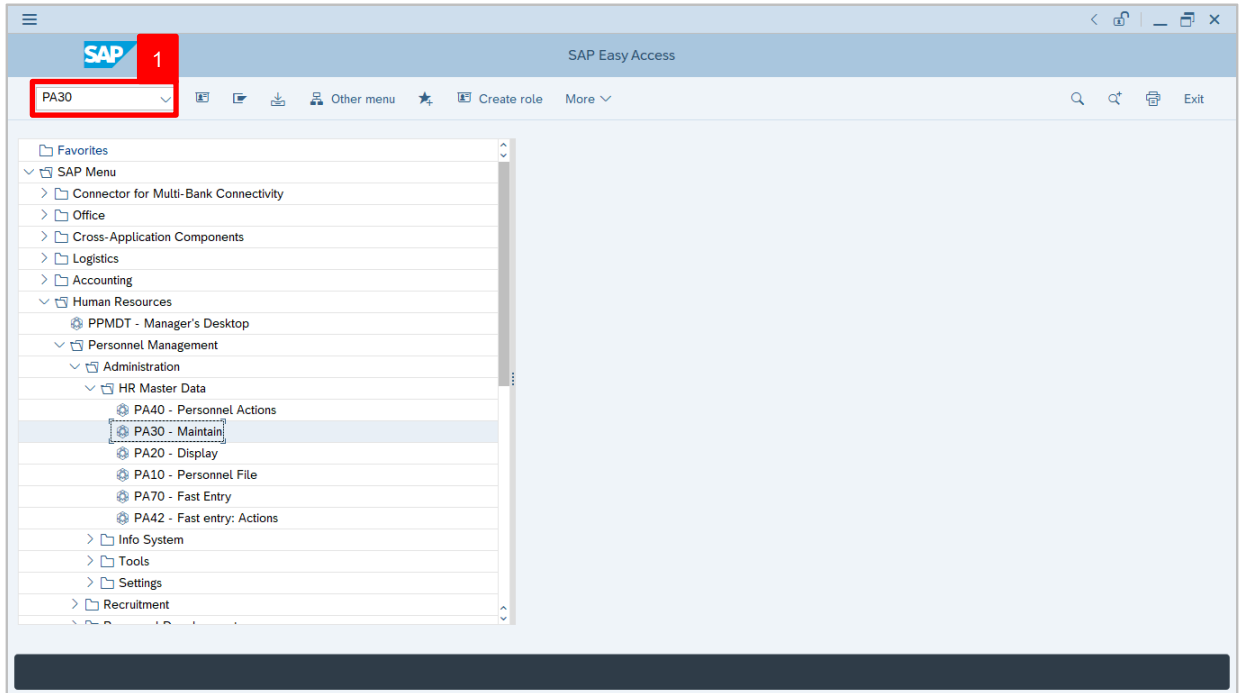 SAP
1
SAP Easy Access
PA30
Other menu
Create role
More
Exit
Favorites
SAP Menu
Connector for Multi-Bank Connectivity
Office
Cross-Application Components
Logistics
Accounting
Human Resources
PPMDT - Manager's Desktop
Personnel Management
Administration
HR Master Data
PA40 - Personnel Actions
PA30 - Maintain
PA20 - Display
PA10 - Personnel File
PA70 - Fast Entry
PA42 - Fast entry: Actions
Info System
Tools
Settings
Recruitment